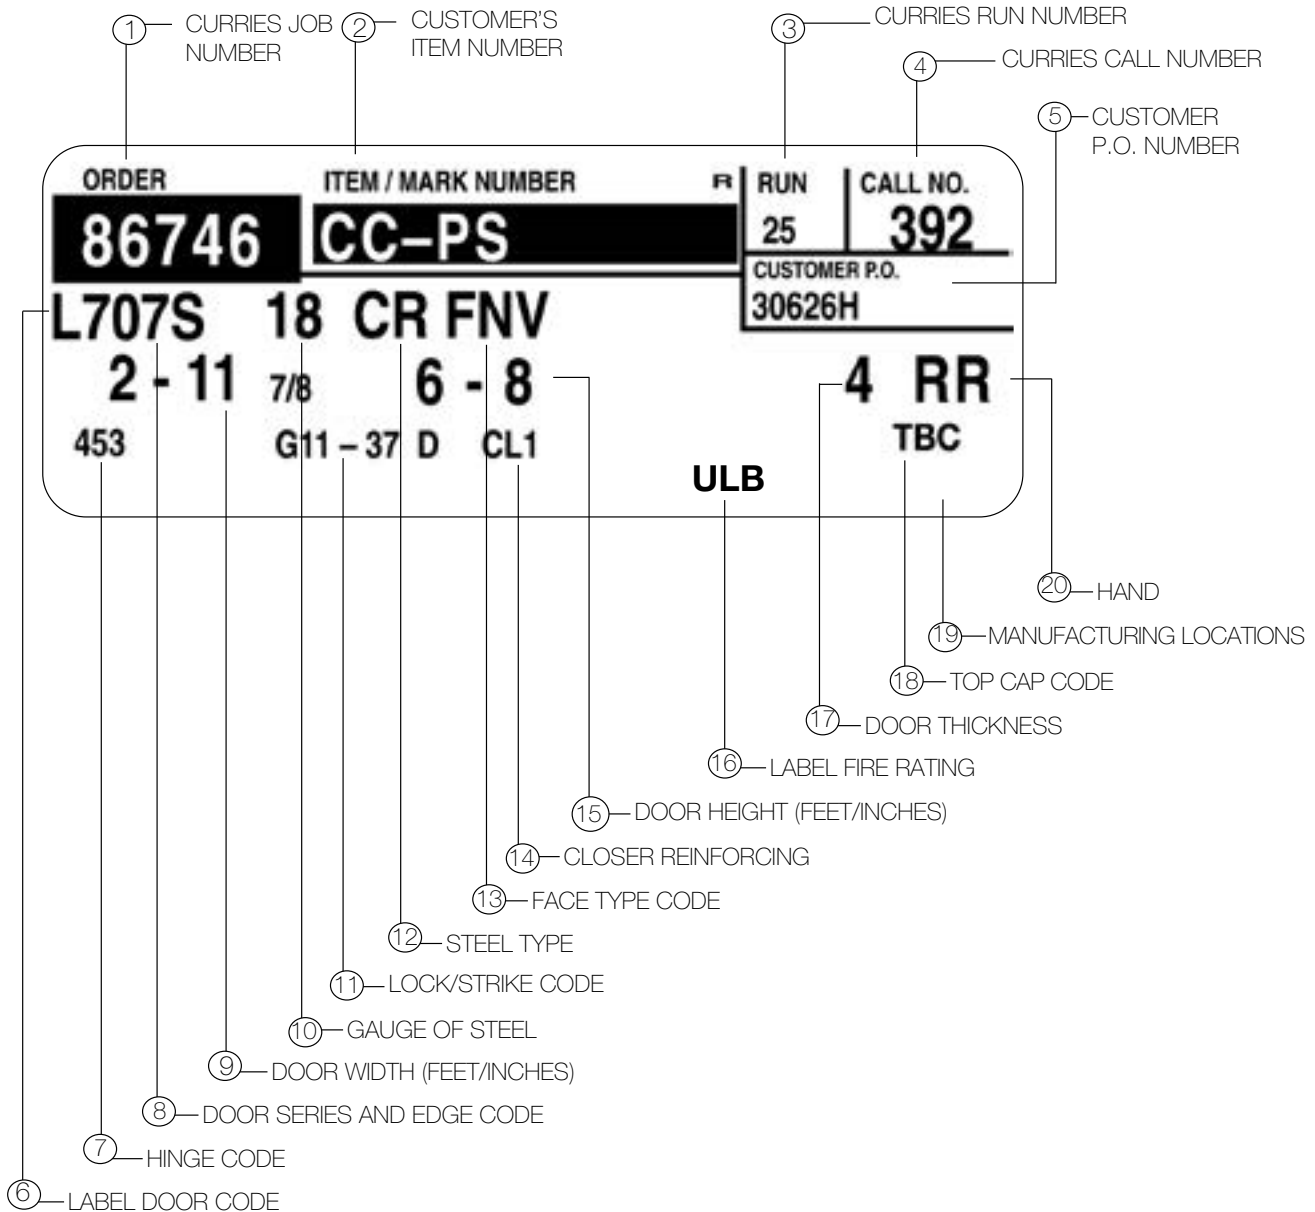 1 CURRIES JOB NUMBER
2 CUSTOMER'S ITEM NUMBER
3 CURRIES RUN NUMBER
4 CURRIES CALL NUMBER
5 CUSTOMER P.O. NUMBER
ORDER ITEM / MARK NUMBER R RUN CALL NO.
86746 CC–PS 25 392
CUSTOMER P.O.
30626H
L707S 18 CR FNV
2 - 11 7/8 6 - 8 4 RR
453 G11 – 37 D CL1 TBC
ULB
20 HAND
19 MANUFACTURING LOCATIONS
18 TOP CAP CODE
17 DOOR THICKNESS
16 LABEL FIRE RATING
15 DOOR HEIGHT (FEET/INCHES)
14 CLOSER REINFORCING
13 FACE TYPE CODE
12 STEEL TYPE
11 LOCK/STRIKE CODE
10 GAUGE OF STEEL
9 DOOR WIDTH (FEET/INCHES)
8 DOOR SERIES AND EDGE CODE
7 HINGE CODE
6 LABEL DOOR CODE